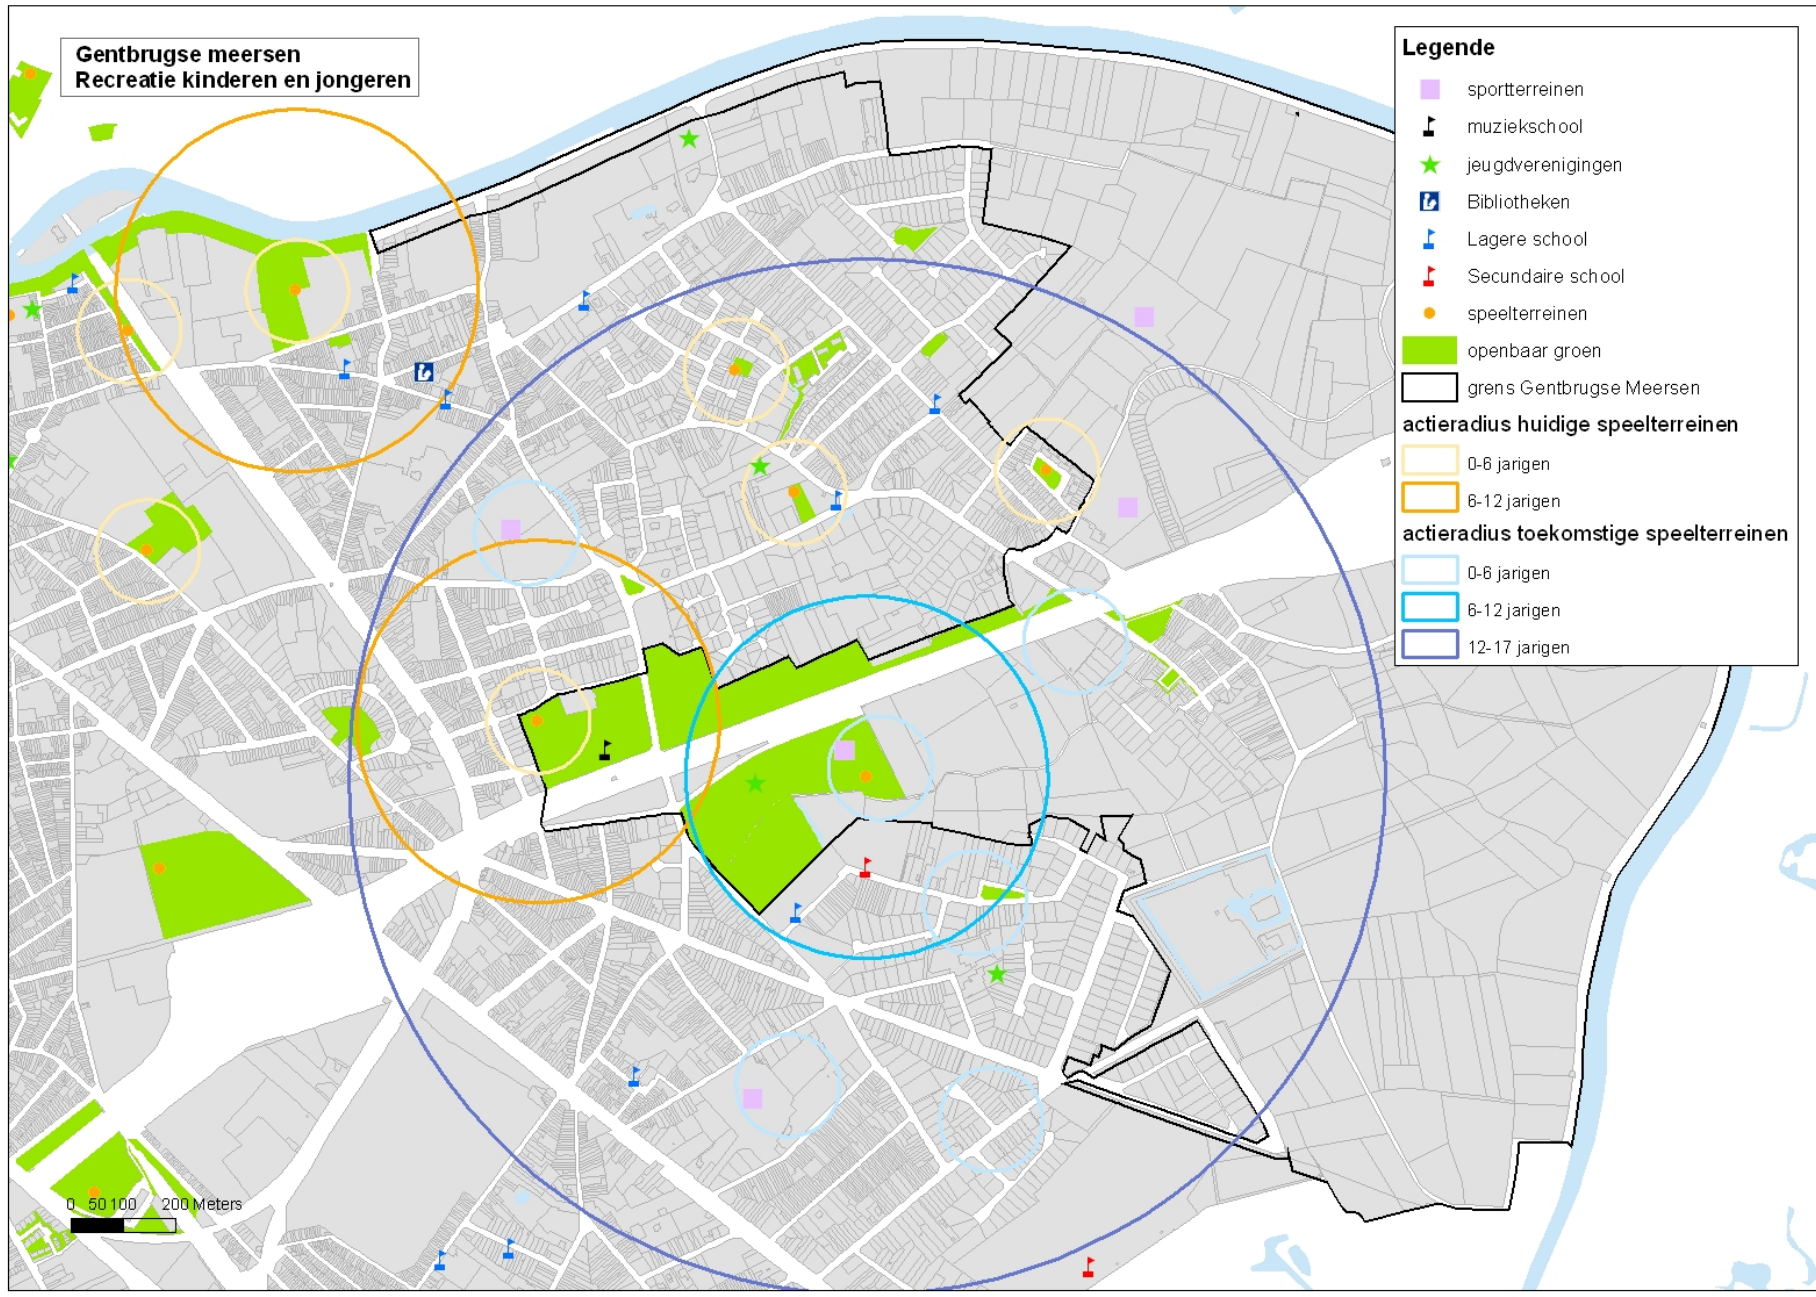 Gentbrugse meersen
Recreatie kinderen en jongeren
Legende
sportterreinen
muziekschool
jeugdverenigingen
Bibliotheken
Lagere school
Secundaire school
speelterreinen
openbaar groen
grens Gentbrugse Meersen
actieradius huidige speelterreinen
0-6 jarigen
6-12 jarigen
actieradius toekomstige speelterreinen
0-6 jarigen
6-12 jarigen
12-17 jarigen
0 50 100 200 Meters